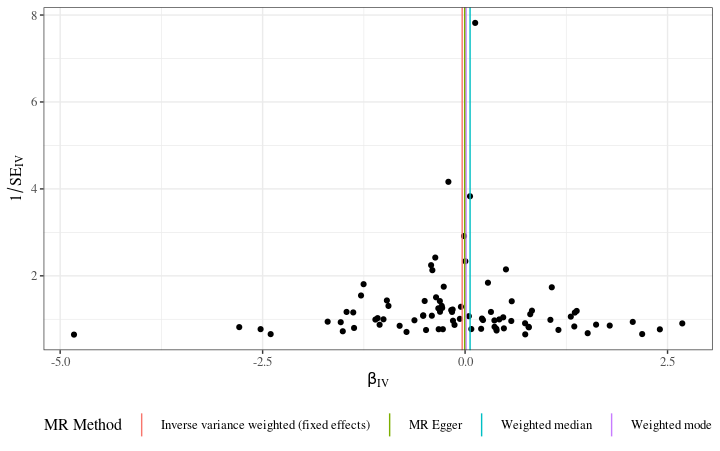 8
6
4
2
1/SE_IV
-5.0 -2.5 0.0 2.5
β_IV
MR Method Inverse variance weighted (fixed effects) MR Egger Weighted median Weighted mode